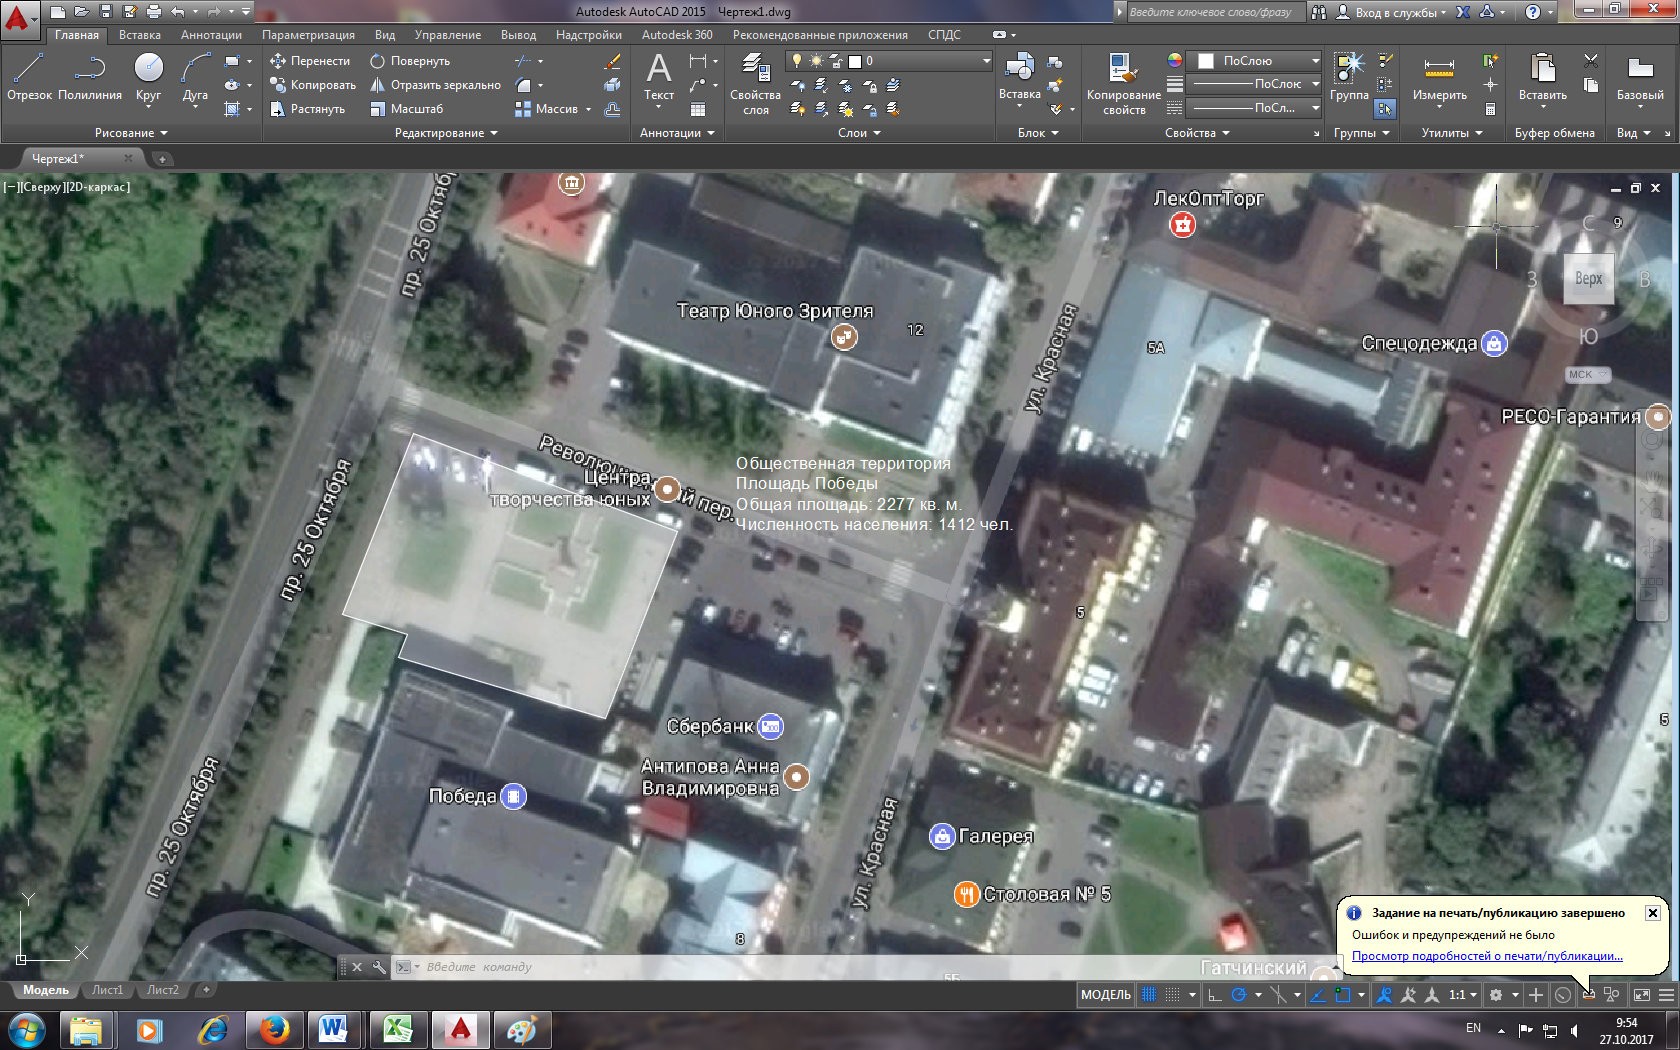 Autodesk AutoCAD 2015 Чертеж1.dwg
Введите ключевое слово/фразу
Вход в службы
Главная Вставка Аннотации Параметризация Вид Управление Вывод Надстройки Autodesk 360 Рекомендованные приложения СПДС
Отрезок Полилиния Круг Дуга
Рисование
Перенести Повернуть
Копировать Отразить зеркально
Растянуть Масштаб Массив
Редактирование
Текст
Аннотации
Свойства слоя
0
Слои
Вставка
Блок
Копирование свойств
ПоСлою
ПоСлою
ПоСл...
Свойства
Группа
Группы
Измерить
Утилиты
Вставить
Буфер обмена
Базовый
Вид
Чертеж1*
[−][Сверху][2D-каркас]
пр. 25 Октября
ЛекОптТорг
9
С
З Верх В
Ю
МСК
Театр Юного Зрителя
12
ул. Красная
5А
Спецодежда
РЕСО-Гарантия
Революционный пер.
Центра
творчества юных
Общественная территория
Площадь Победы
Общая площадь: 2277 кв. м.
Численность населения: 1412 чел.
пр. 25 Октября
5
5
Сбербанк
Антипова Анна
Владимировна
Победа
пр. 25 Октября
ул. Красная
Галерея
Столовая № 5
8
5Б
Гатчинский
Y
X
Введите команду
Задание на печать/публикацию завершено
Ошибок и предупреждений не было
Просмотр подробностей о печати/публикации...
Модель Лист1 Лист2
МОДЕЛЬ 1:1
EN
9:54
27.10.2017